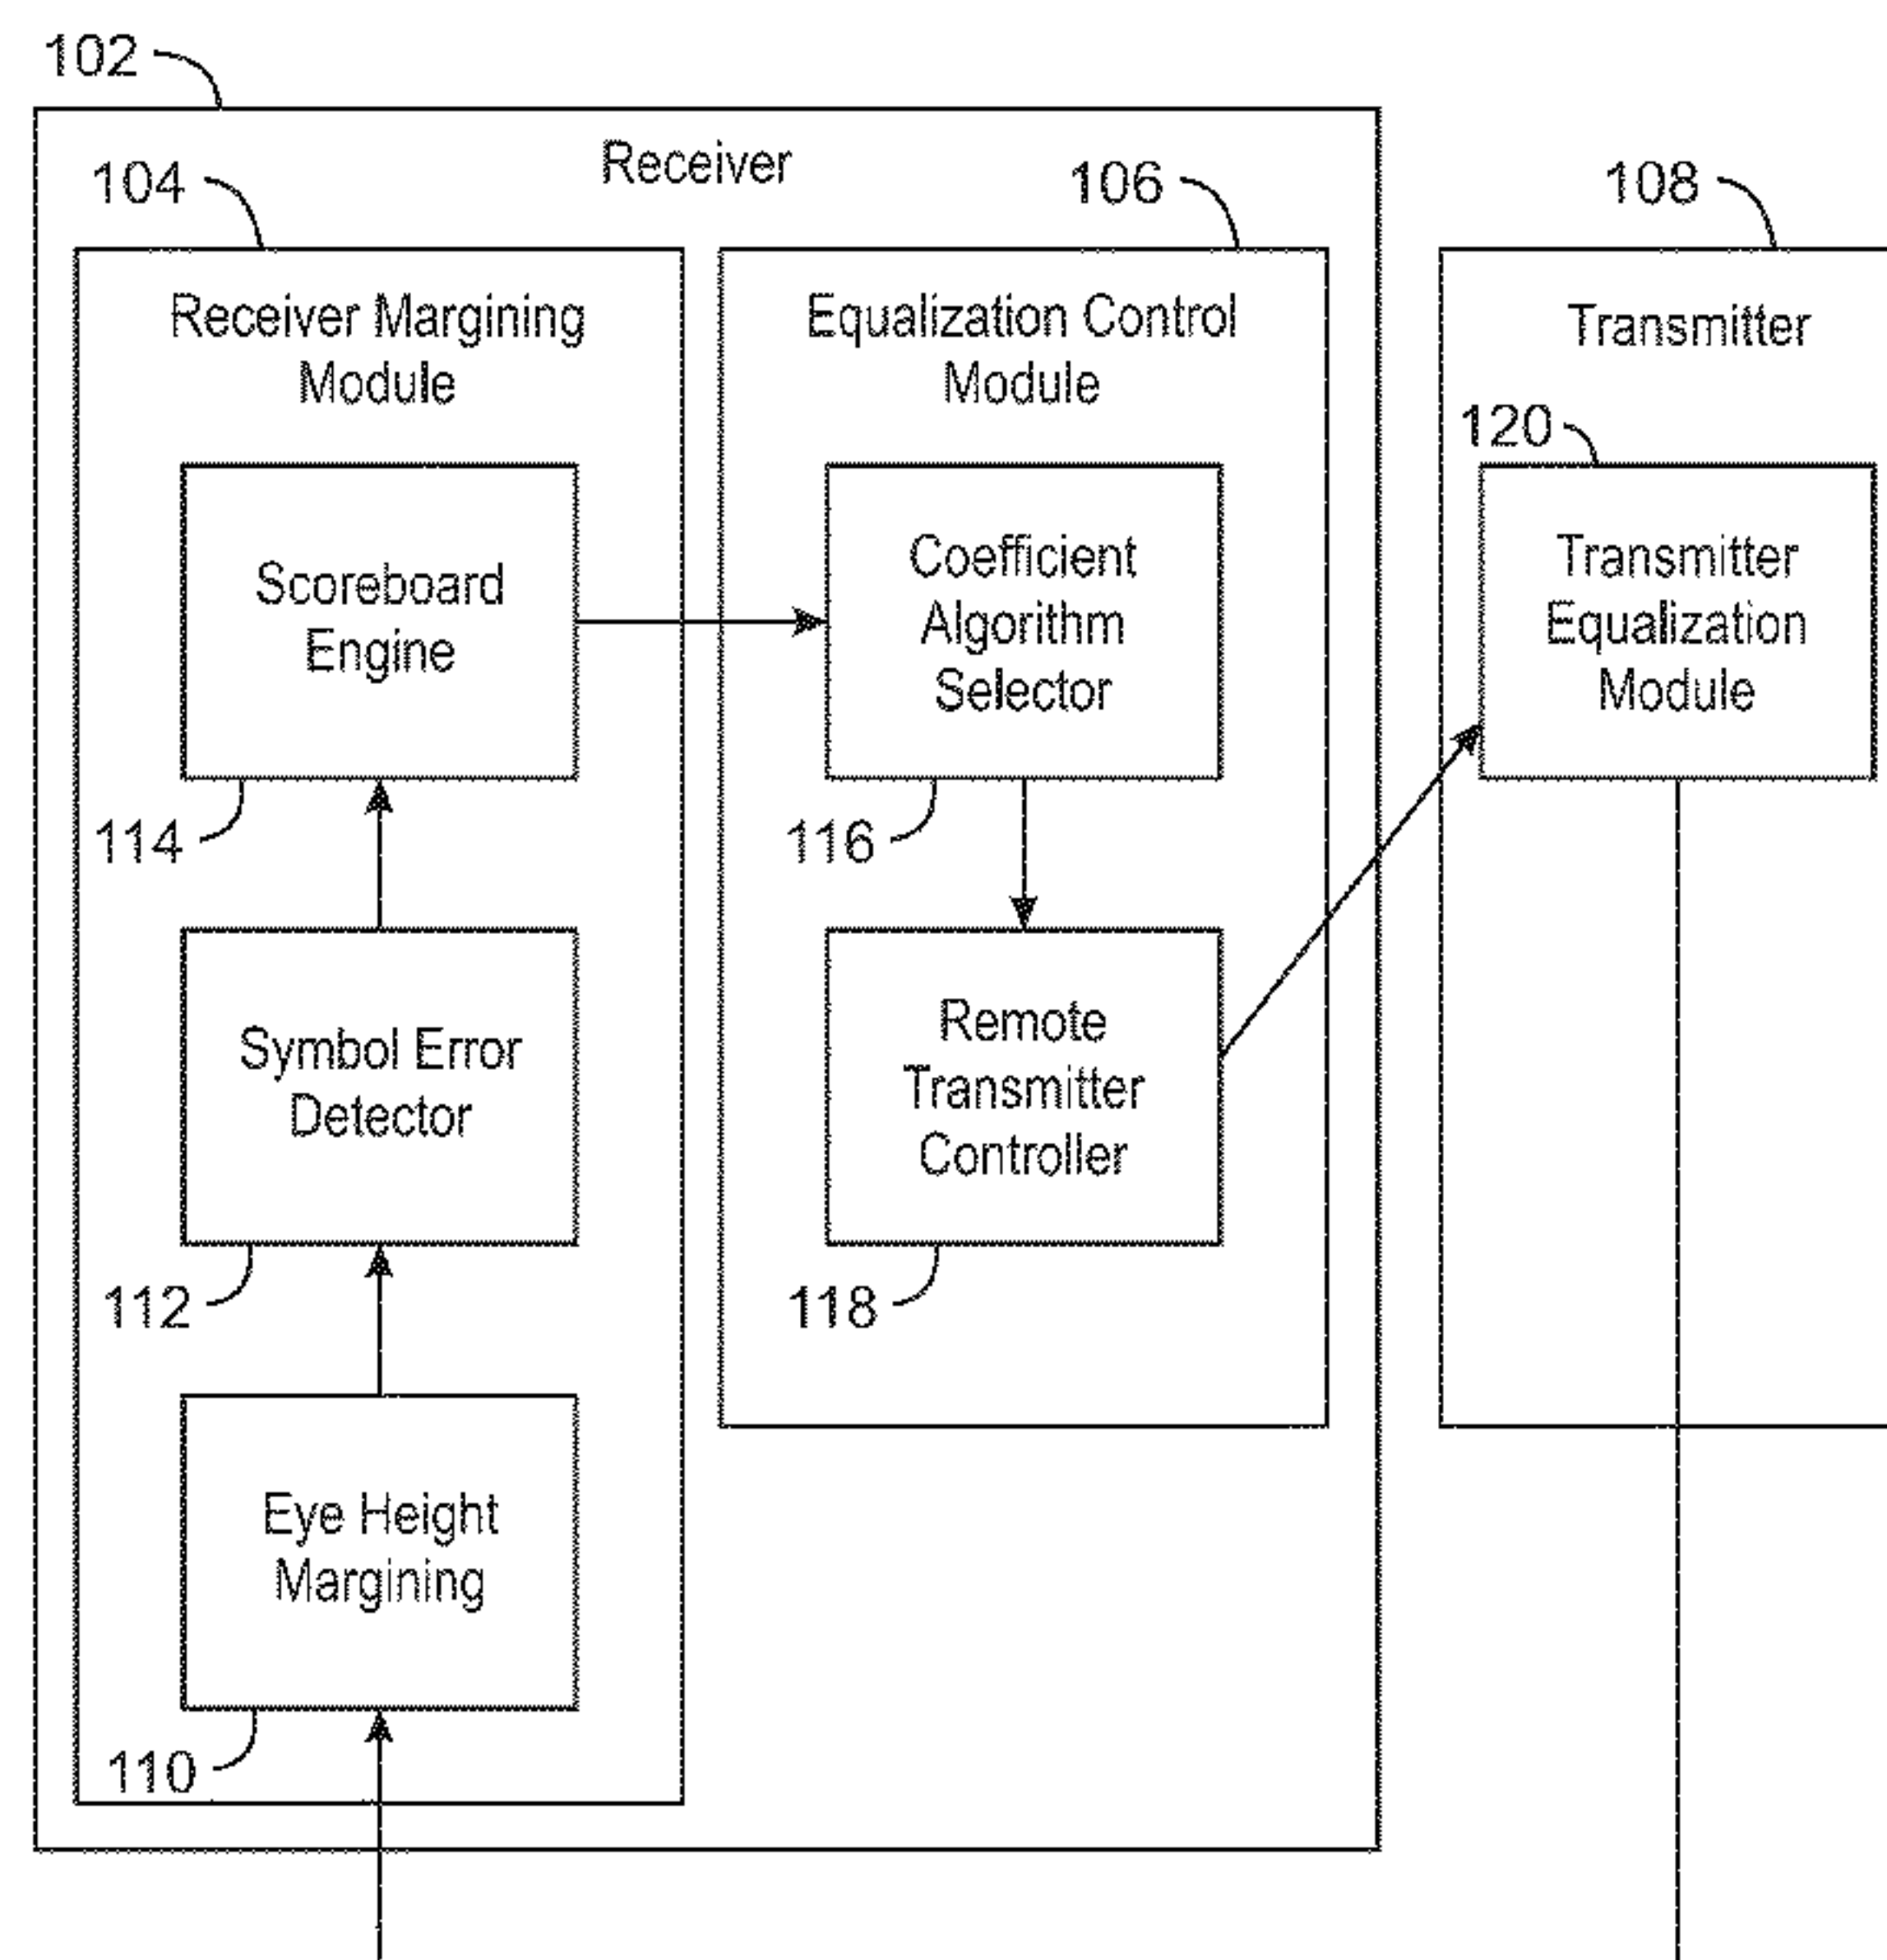 102
Receiver
104
106
108
Receiver Margining
Module
Equalization Control
Module
Transmitter
120
Scoreboard
Engine
Coefficient
Algorithm
Selector
Transmitter
Equalization
Module
114
116
Symbol Error
Detector
Remote
Transmitter
Controller
112
118
Eye Height
Margining
110